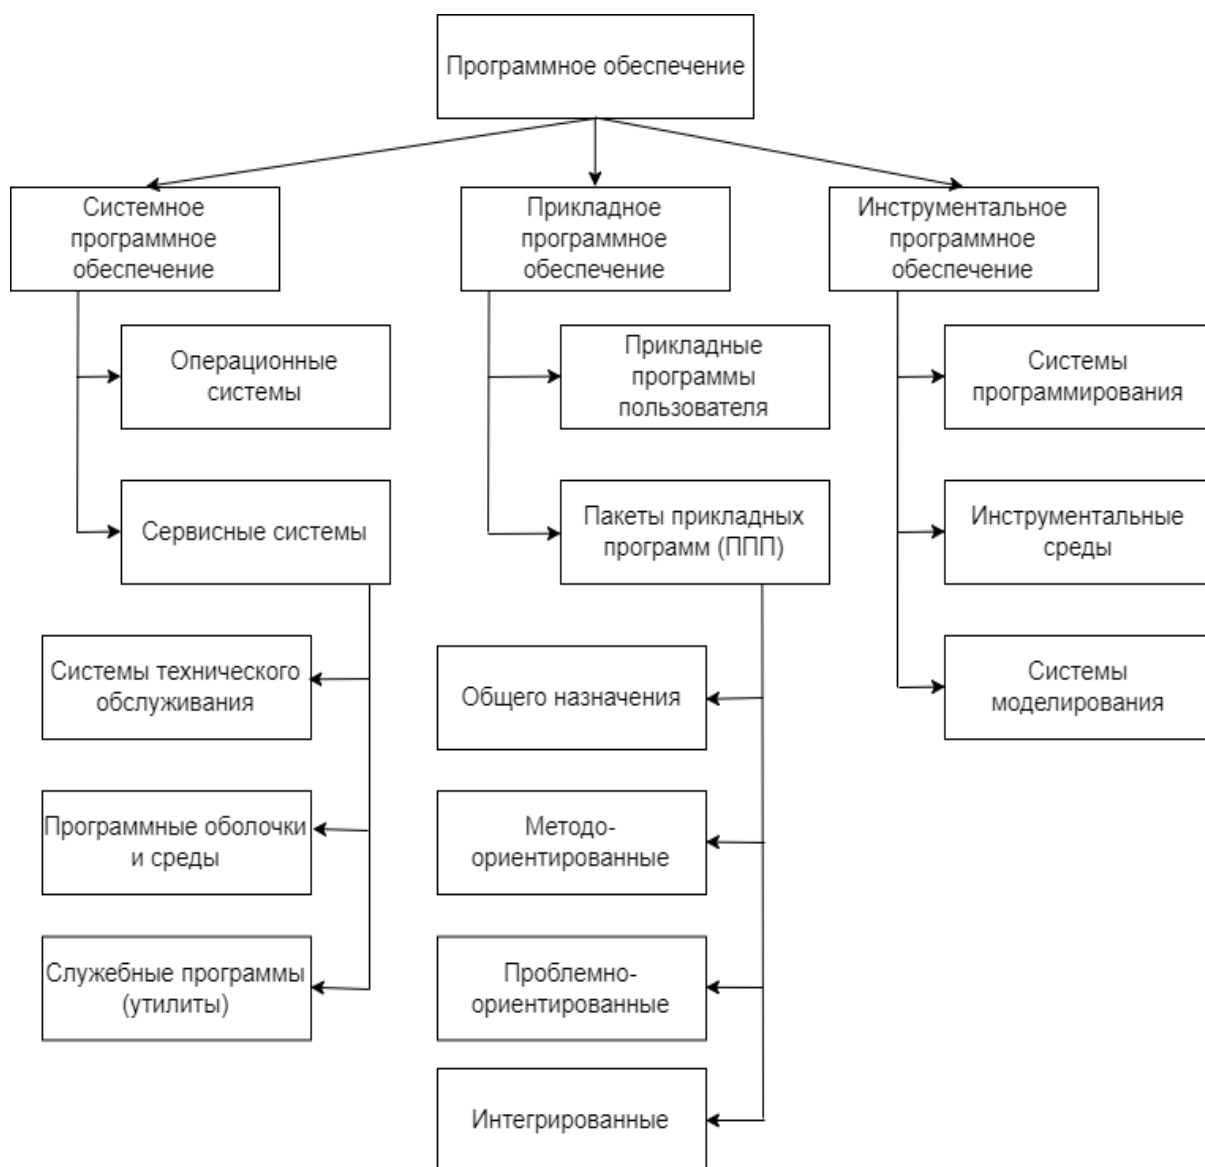 Программное обеспечение
Системное
программное
обеспечение
Прикладное
программное
обеспечение
Инструментальное
программное
обеспечение
Операционные
системы
Прикладные
программы
пользователя
Системы
программирования
Сервисные системы
Пакеты прикладных
программ (ППП)
Инструментальные
среды
Системы технического
обслуживания
Общего назначения
Системы
моделирования
Программные оболочки
и среды
Методо-
ориентированные
Служебные программы
(утилиты)
Проблемно-
ориентированные
Интегрированные